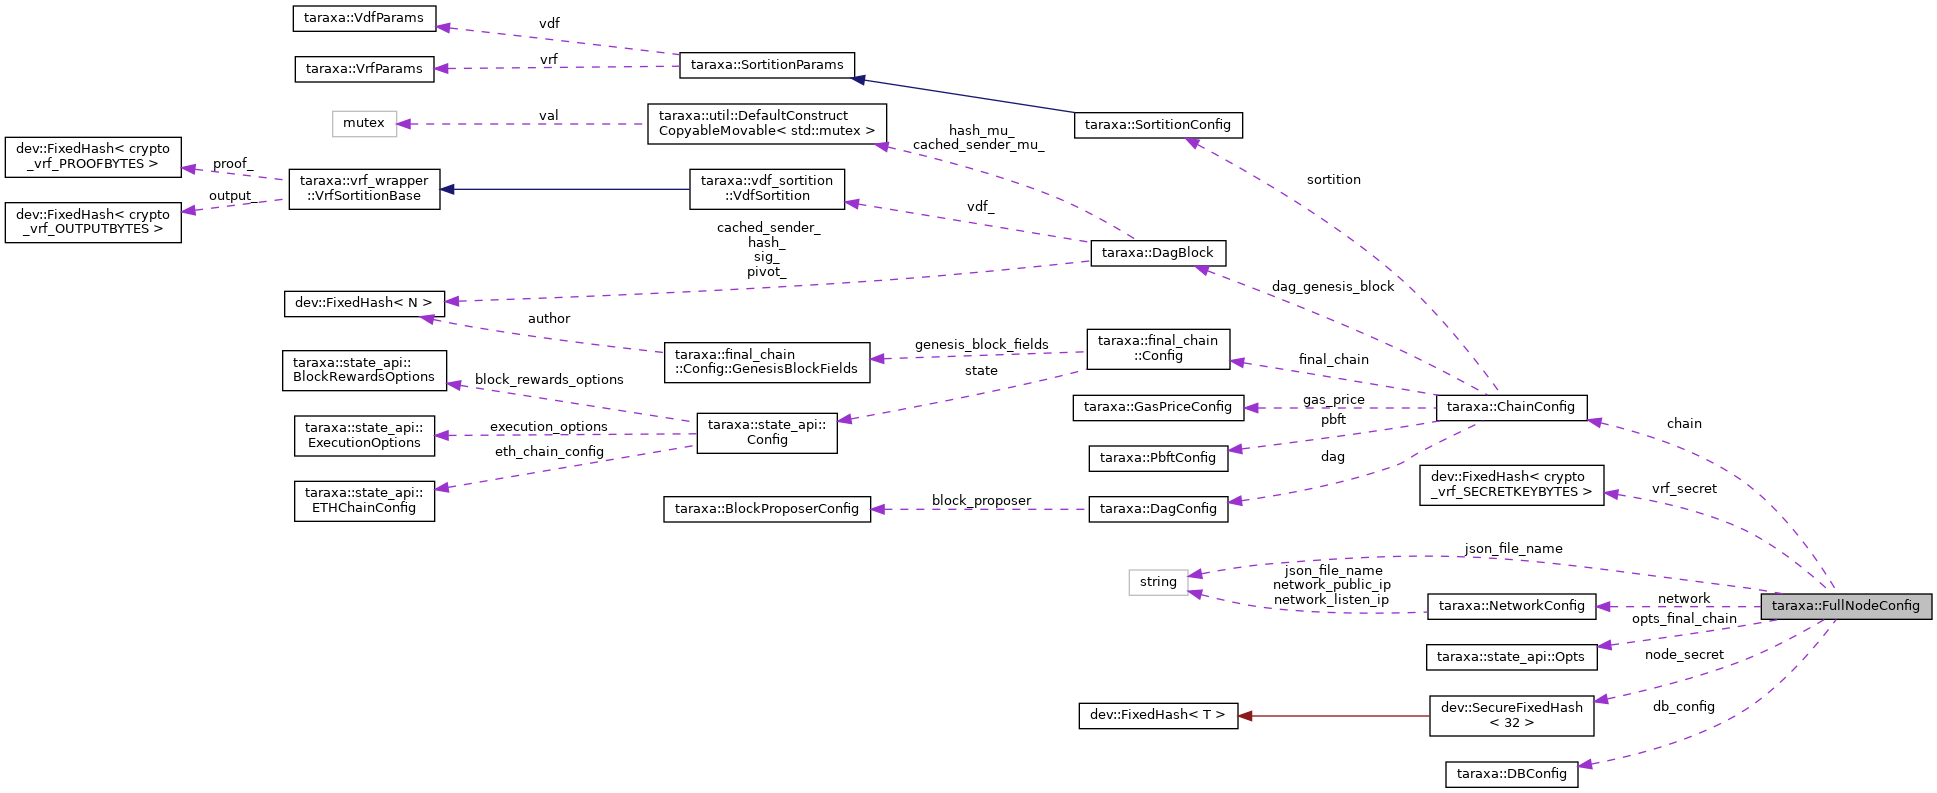 taraxa::VdfParams
vdf
taraxa::VrfParams
vrf
taraxa::SortitionParams
mutex
val
taraxa::util::DefaultConstruct
CopyableMovable< std::mutex >
hash_mu_
cached_sender_mu_
taraxa::SortitionConfig
dev::FixedHash< crypto
_vrf_PROOFBYTES >
proof_
dev::FixedHash< crypto
_vrf_OUTPUTBYTES >
output_
taraxa::vrf_wrapper
::VrfSortitionBase
taraxa::vdf_sortition
::VdfSortition
vdf_
sortition
cached_sender_
hash_
sig_
pivot_
taraxa::DagBlock
dev::FixedHash< N >
author
dag_genesis_block
taraxa::state_api::
BlockRewardsOptions
taraxa::final_chain
::Config::GenesisBlockFields
genesis_block_fields
state
taraxa::final_chain
::Config
final_chain
block_rewards_options
taraxa::state_api::
ExecutionOptions
execution_options
eth_chain_config
taraxa::state_api::
Config
taraxa::GasPriceConfig
gas_price
pbft
taraxa::ChainConfig
chain
taraxa::PbftConfig
dag
taraxa::state_api::
ETHChainConfig
taraxa::BlockProposerConfig
block_proposer
taraxa::DagConfig
dev::FixedHash< crypto
_vrf_SECRETKEYBYTES >
vrf_secret
json_file_name
string
json_file_name
network_public_ip
network_listen_ip
taraxa::NetworkConfig
network
taraxa::FullNodeConfig
opts_final_chain
taraxa::state_api::Opts
node_secret
dev::FixedHash< T >
dev::SecureFixedHash
< 32 >
db_config
taraxa::DBConfig